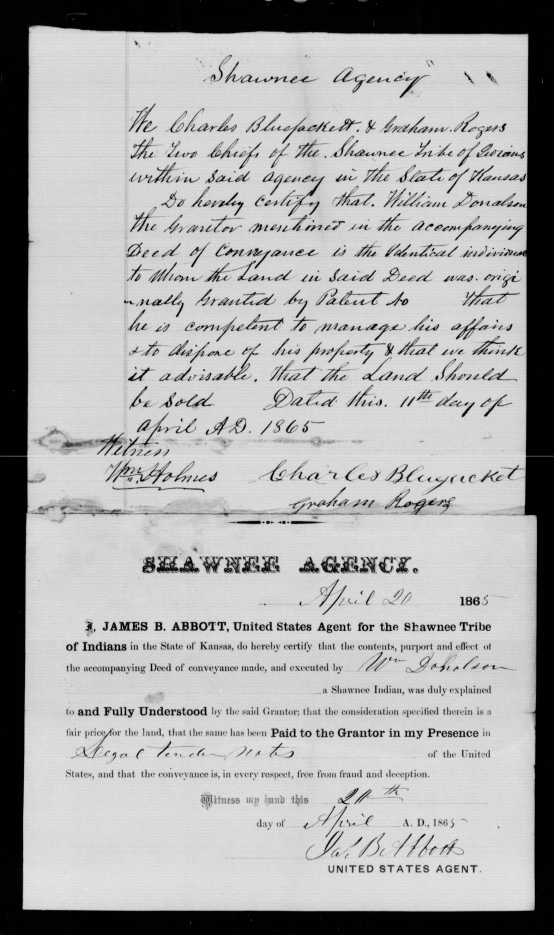 Shawnee Agency
We Charles Bluejackett. & Graham. Rogers
the Two Chiefs of the. Shawnee Tribe of Indians
within said agency in the State of Kansas
Do hereby certify that. William Donalson
the Grantor mentioned in the accompanying
Deed of Conveyance is the Identical individual
to whom the Land in said Deed was. origi
nally Granted by Patent to that
he is competent to manage his affairs
& to dispose of his property & that we think
it advisable. that the Land Should
be Sold Dated this. 11th day of
April A.D. 1865
Witness
Wm. Holmes Charles Bluejacket
Graham Rogers
SHAWNEE AGENCY.
April 20 1865
I, JAMES B. ABBOTT, United States Agent for the Shawnee Tribe
of Indians in the State of Kansas, do hereby certify that the contents, purport and effect of
the accompanying Deed of conveyance made, and executed by Wm Donalson
a Shawnee Indian, was duly explained
to and Fully Understood by the said Grantor; that the consideration specified therein is a
fair price for the land, that the same has been Paid to the Grantor in my Presence in
Legal tender notes of the United
States, and that the conveyance is, in every respect, free from fraud and deception.
Witness my hand this 20th
day of April A. D., 1865
Jas. B Abbott
UNITED STATES AGENT.